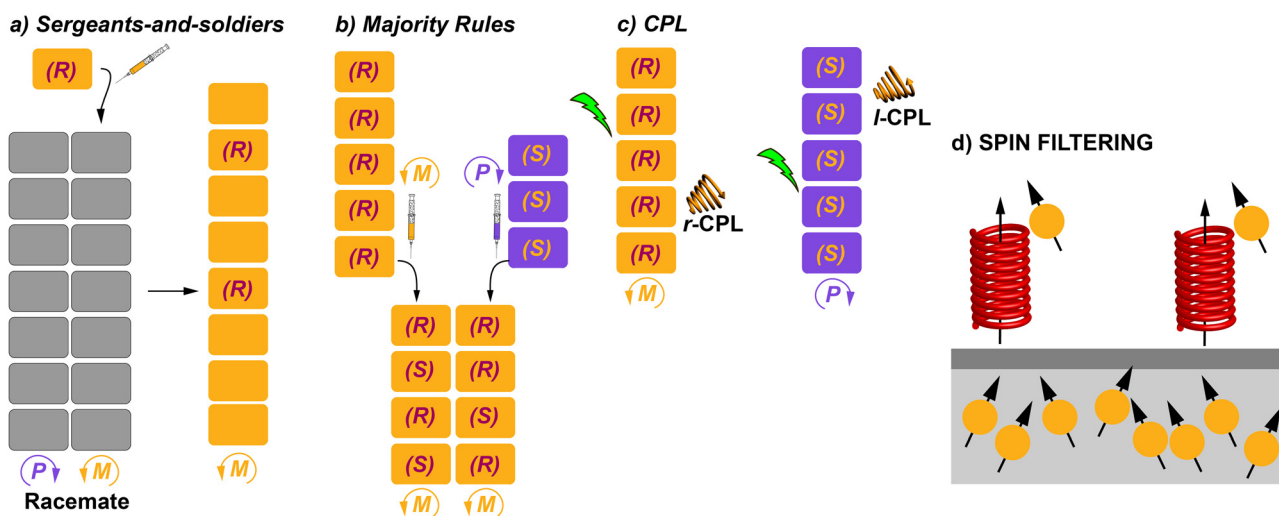 a) Sergeants-and-soldiers
(R)
(R)
(R)
P
M
Racemate
M
b) Majority Rules
(R)
(R)
(R)
(R)
(R)
M
P
(S)
(S)
(S)
(R) (R)
(S) (R)
(R) (S)
(S) (R)
M M
c) CPL
(R)
(R)
(R)
(R)
(R)
r-CPL
M
(S)
(S)
(S)
(S)
(S)
l-CPL
P
d) SPIN FILTERING